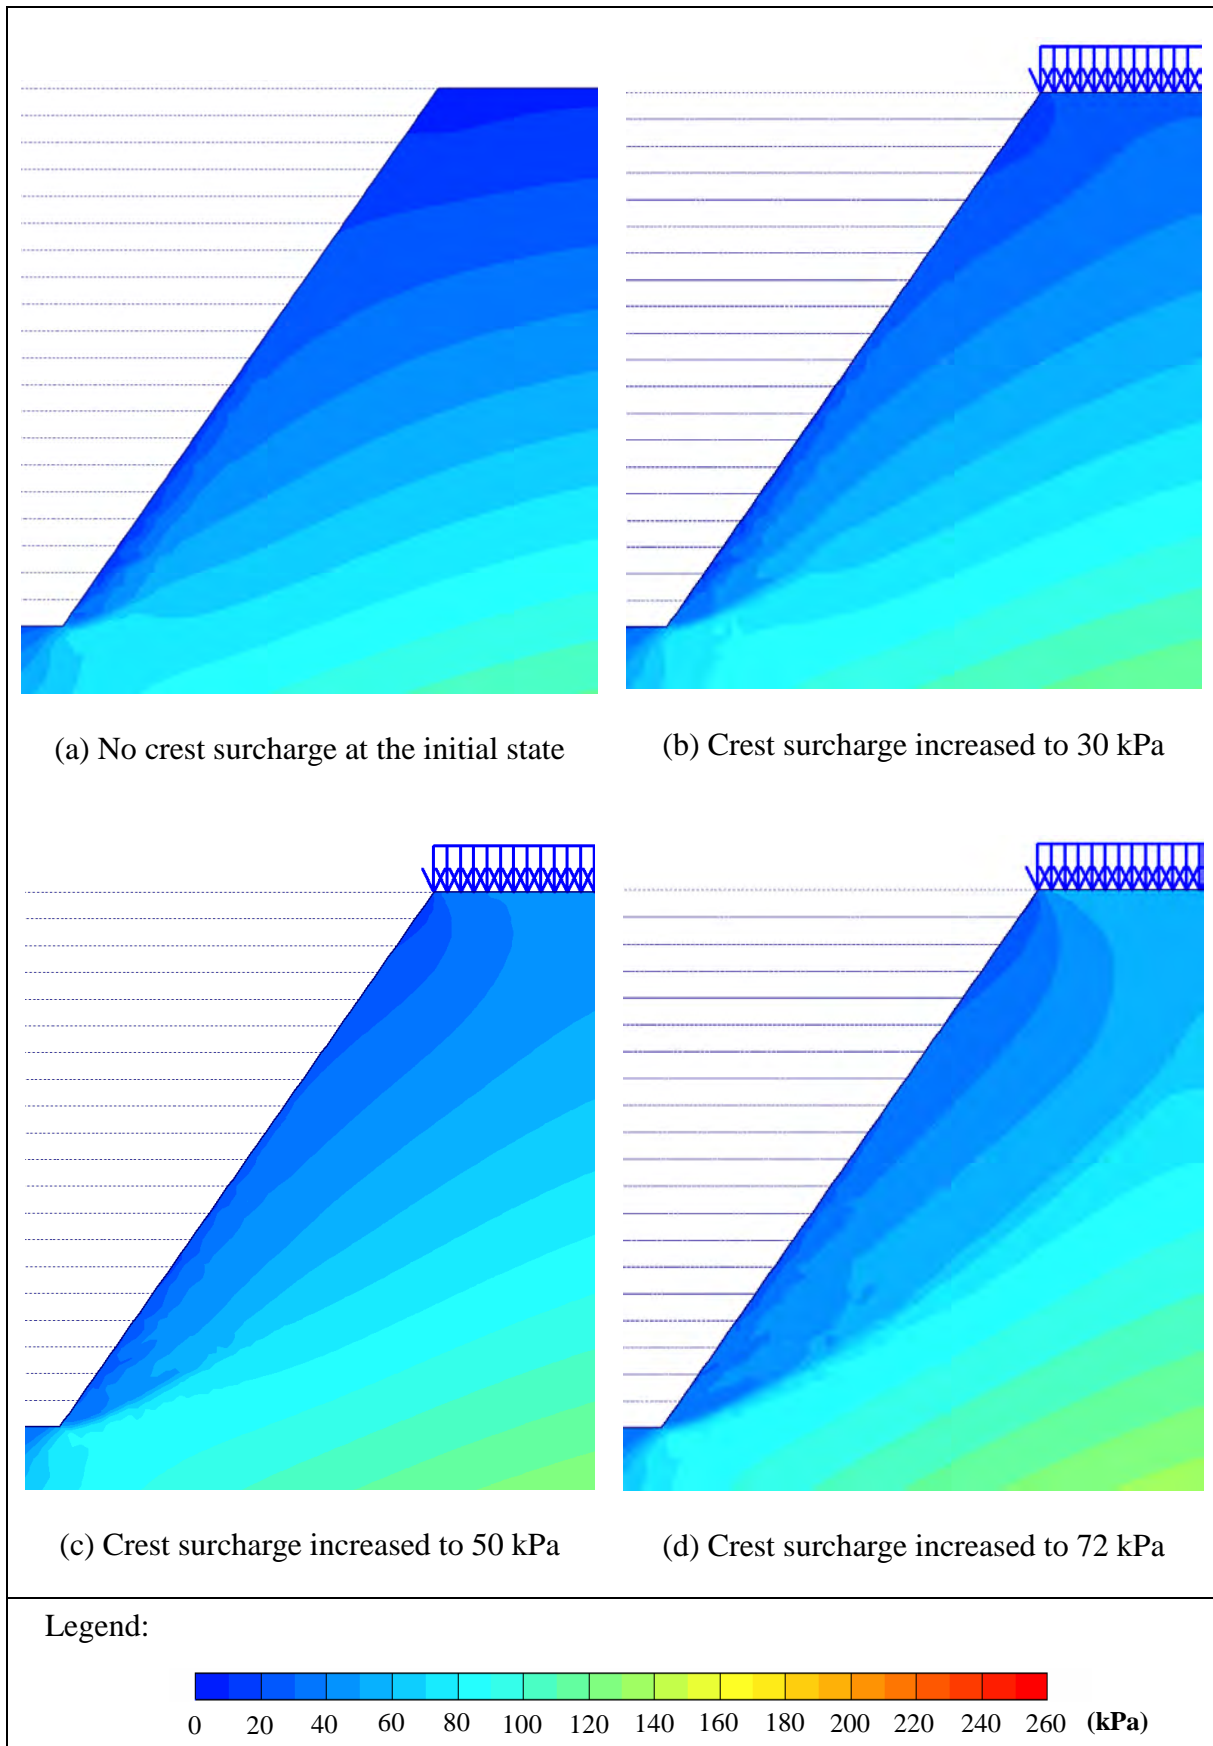 (a) No crest surcharge at the initial state
(b) Crest surcharge increased to 30 kPa
(c) Crest surcharge increased to 50 kPa
(d) Crest surcharge increased to 72 kPa
Legend:
0 20 40 60 80 100 120 140 160 180 200 220 240 260 (kPa)